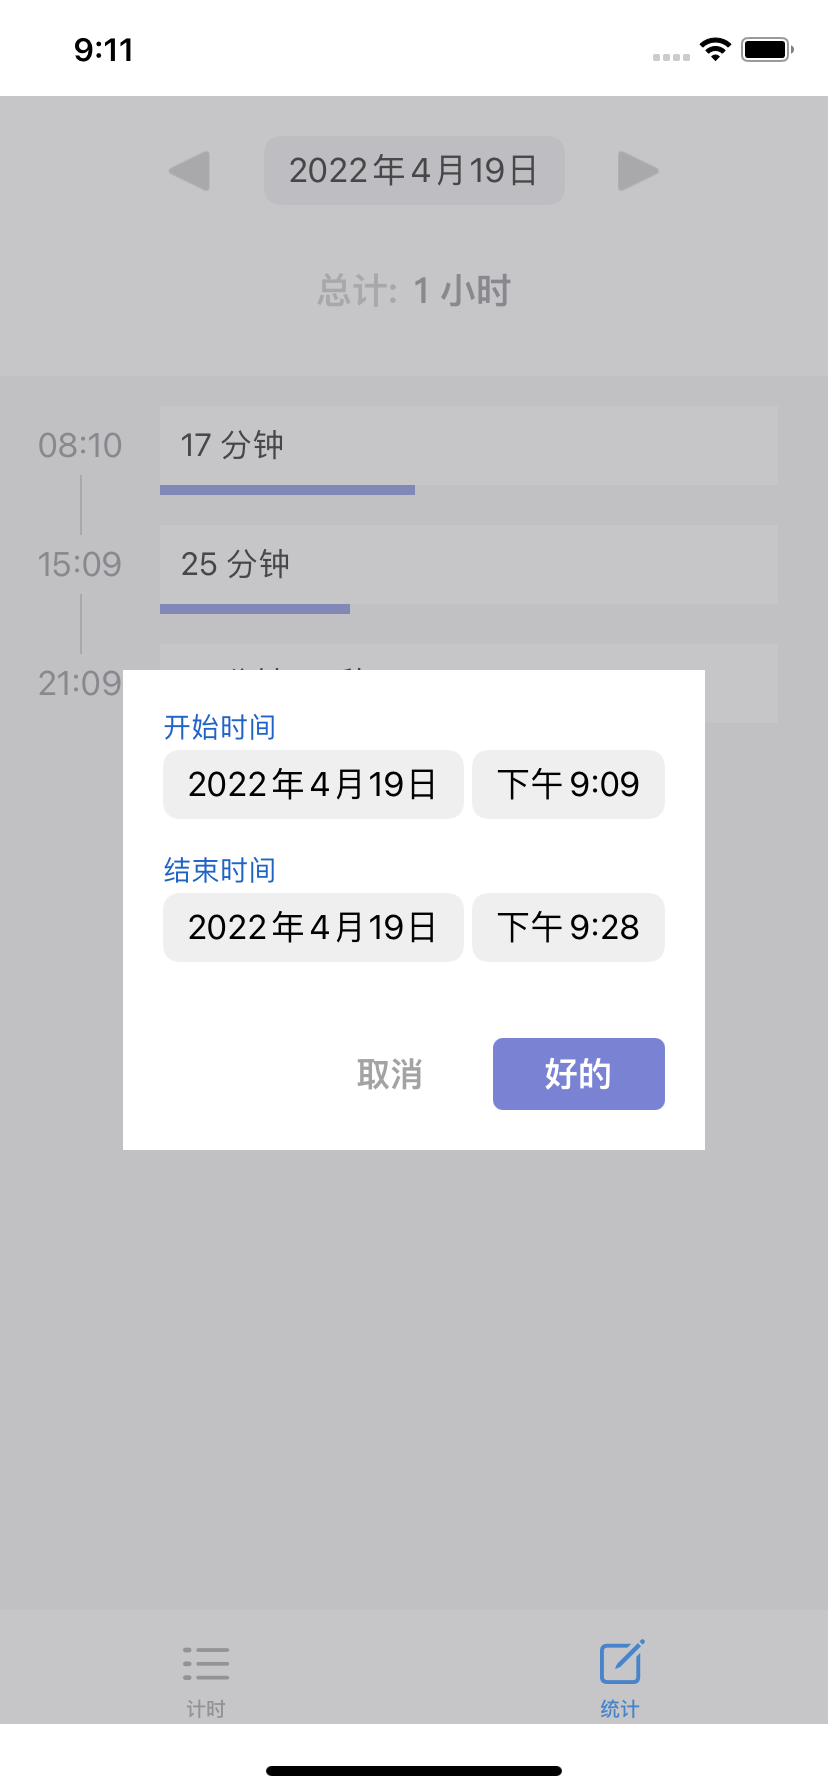 9:11
2022年4月19日
总计: 1 小时
08:10
17 分钟
15:09
25 分钟
21:09
开始时间
2022年4月19日 下午9:09
结束时间
2022年4月19日 下午9:28
取消 好的
计时 统计